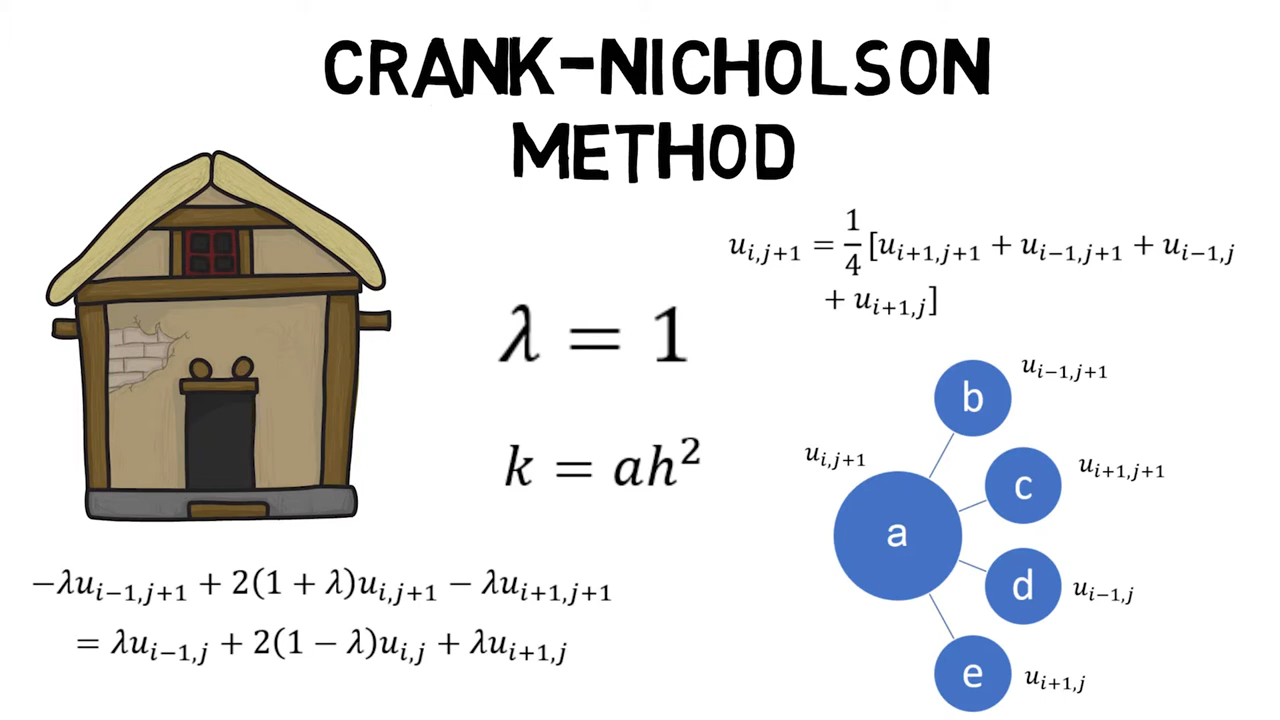 CRANK-NICHOLSON
METHOD
u_{i,j+1} = \frac{1}{4}[u_{i+1,j+1} + u_{i-1,j+1} + u_{i-1,j}
+ u_{i+1,j}]
λ = 1
k = ah²
−λu_{i−1,j+1} + 2(1 + λ)u_{i,j+1} − λu_{i+1,j+1}
= λu_{i−1,j} + 2(1 − λ)u_{i,j} + λu_{i+1,j}
u_{i,j+1}
a
b
u_{i−1,j+1}
c
u_{i+1,j+1}
d
u_{i−1,j}
e
u_{i+1,j}